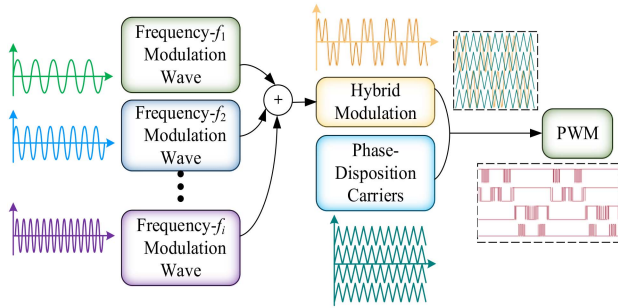 Frequency-f1
Modulation
Wave
Frequency-f2
Modulation
Wave
Frequency-fi
Modulation
Wave
+
Hybrid
Modulation
Phase-
Disposition
Carriers
PWM